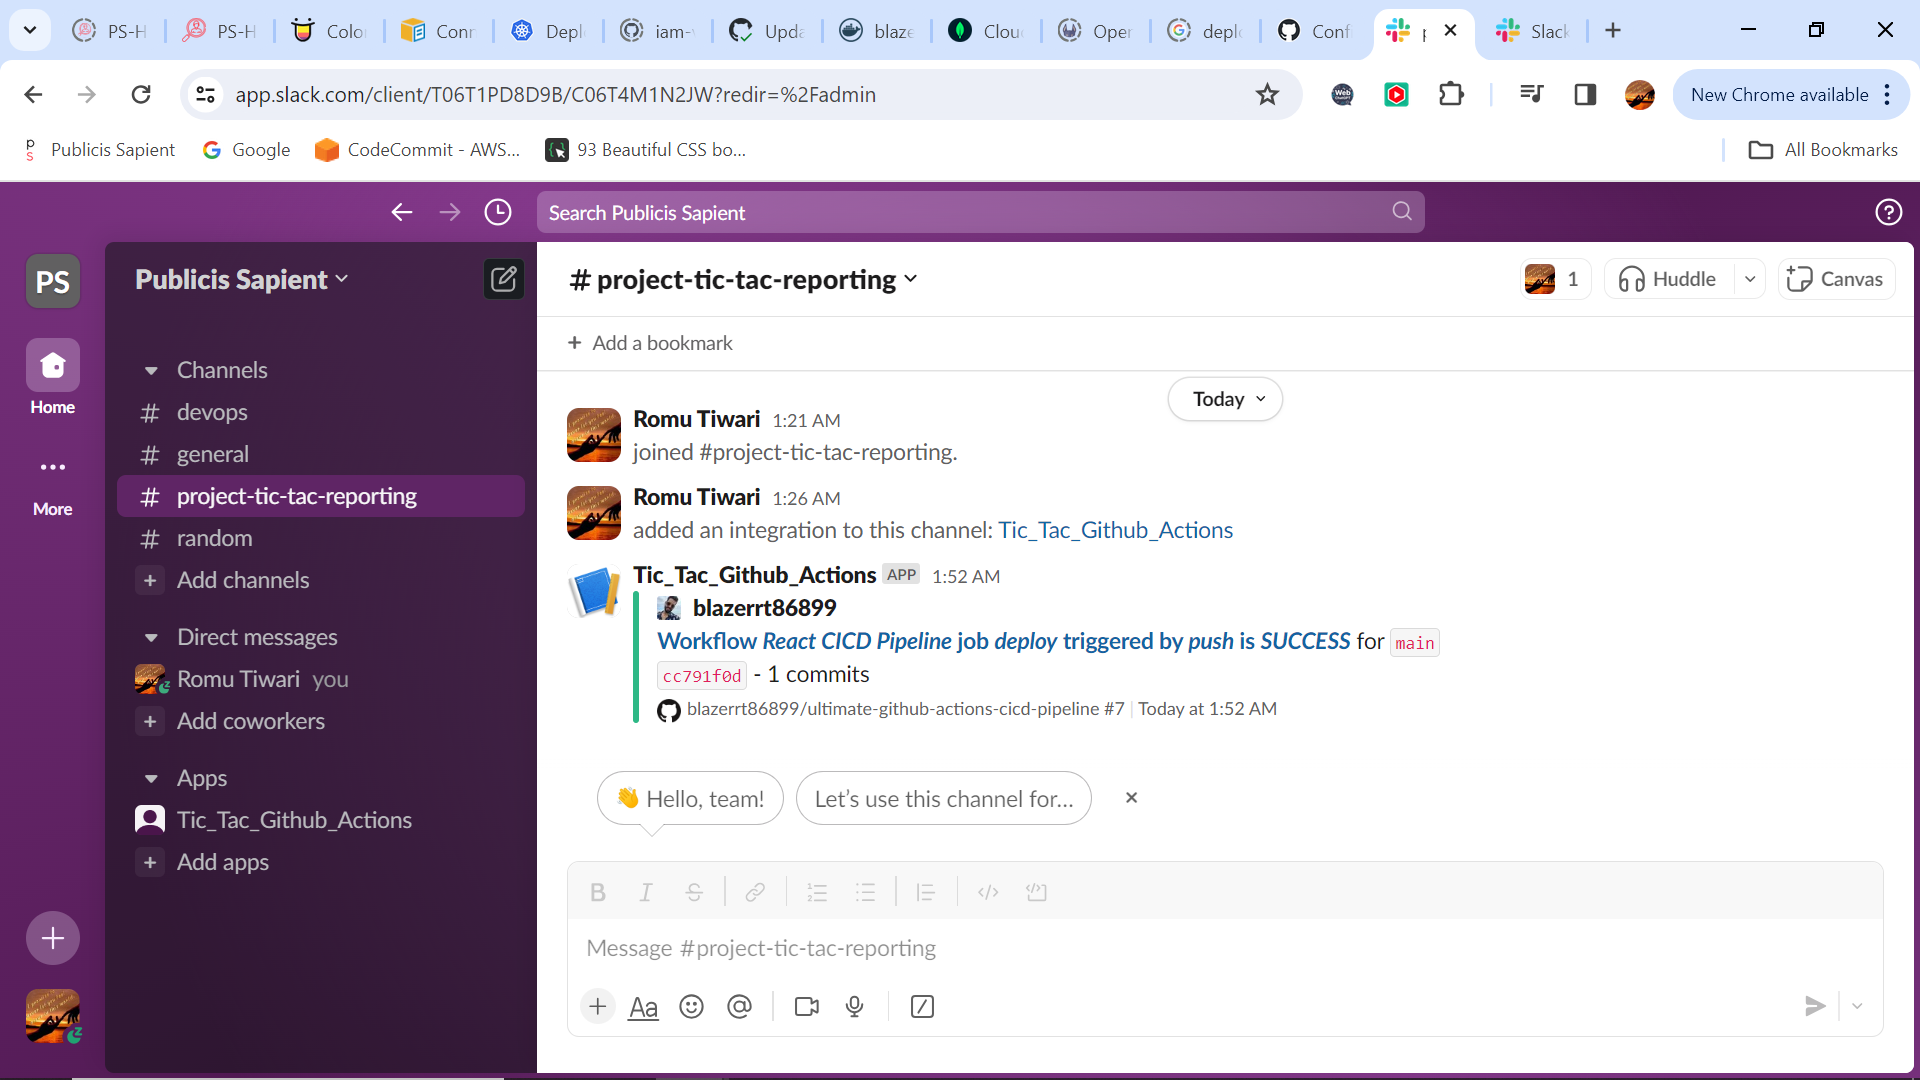 PS-H
PS-H
Color
Conn
Depl
iam-
Upda
blaze
Clou
Oper
deplo
Confi
Slack
app.slack.com/client/T06T1PD8D9B/C06T4M1N2JW?redir=%2Fadmin
New Chrome available
Publicis Sapient
Google
CodeCommit - AWS...
93 Beautiful CSS bo...
All Bookmarks
Search Publicis Sapient
PS
Home
More
Publicis Sapient
Channels
# devops
# general
# project-tic-tac-reporting
# random
+ Add channels
Direct messages
Romu Tiwari you
+ Add coworkers
Apps
Tic_Tac_Github_Actions
+ Add apps
# project-tic-tac-reporting
1
Huddle
Canvas
+ Add a bookmark
Today
Romu Tiwari 1:21 AM
joined #project-tic-tac-reporting.
Romu Tiwari 1:26 AM
added an integration to this channel: Tic_Tac_Github_Actions
Tic_Tac_Github_Actions APP 1:52 AM
blazerrt86899
Workflow React CICD Pipeline job deploy triggered by push is SUCCESS for main
cc791f0d - 1 commits
blazerrt86899/ultimate-github-actions-cicd-pipeline #7 | Today at 1:52 AM
👋 Hello, team!
Let’s use this channel for...
Message #project-tic-tac-reporting
Aa